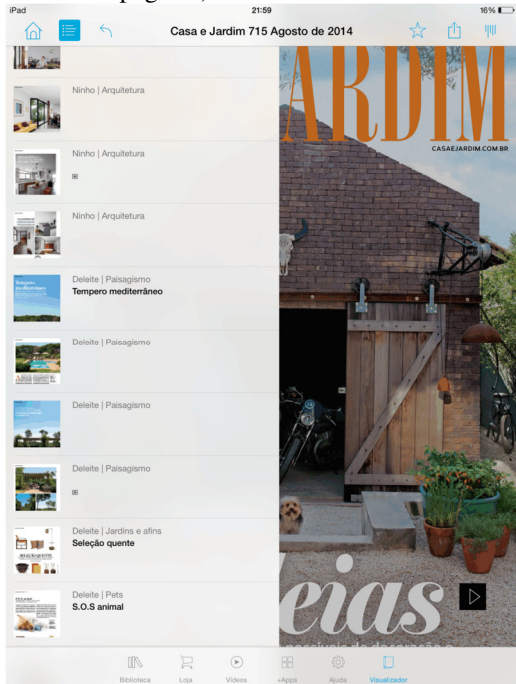 iPad
21:59
16%
Casa e Jardim 715 Agosto de 2014
Ninho | Arquitetura
Ninho | Arquitetura
Ninho | Arquitetura
Deleite | Paisagismo
Tempero mediterrâneo
Deleite | Paisagismo
Deleite | Paisagismo
Deleite | Paisagismo
Deleite | Jardins e afins
Seleção quente
Deleite | Pets
S.O.S animal
ARDIM
CASAEJARDIM.COM.BR
deias
Biblioteca
Loja
Vídeos
+Apps
Ajuda
Visualizador